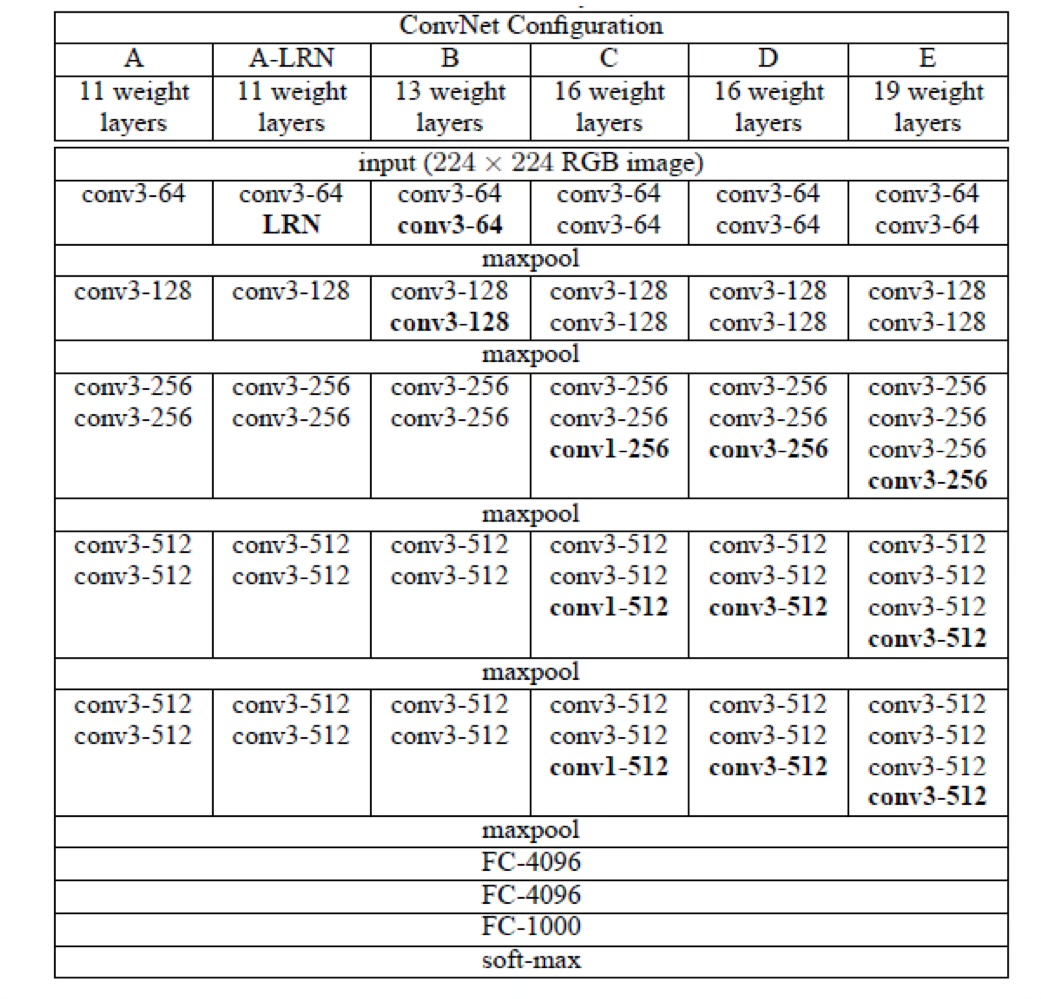 ConvNet Configuration
A A-LRN B C D E
11 weight 11 weight 13 weight 16 weight 16 weight 19 weight
layers layers layers layers layers layers
input (224 × 224 RGB image)
conv3-64 conv3-64 conv3-64 conv3-64 conv3-64 conv3-64
LRN conv3-64 conv3-64 conv3-64 conv3-64
maxpool
conv3-128 conv3-128 conv3-128 conv3-128 conv3-128 conv3-128
conv3-128 conv3-128 conv3-128 conv3-128
maxpool
conv3-256 conv3-256 conv3-256 conv3-256 conv3-256 conv3-256
conv3-256 conv3-256 conv3-256 conv3-256 conv3-256 conv3-256
conv1-256 conv3-256 conv3-256
conv3-256
maxpool
conv3-512 conv3-512 conv3-512 conv3-512 conv3-512 conv3-512
conv3-512 conv3-512 conv3-512 conv3-512 conv3-512 conv3-512
conv1-512 conv3-512 conv3-512
conv3-512
maxpool
conv3-512 conv3-512 conv3-512 conv3-512 conv3-512 conv3-512
conv3-512 conv3-512 conv3-512 conv3-512 conv3-512 conv3-512
conv1-512 conv3-512 conv3-512
conv3-512
maxpool
FC-4096
FC-4096
FC-1000
soft-max